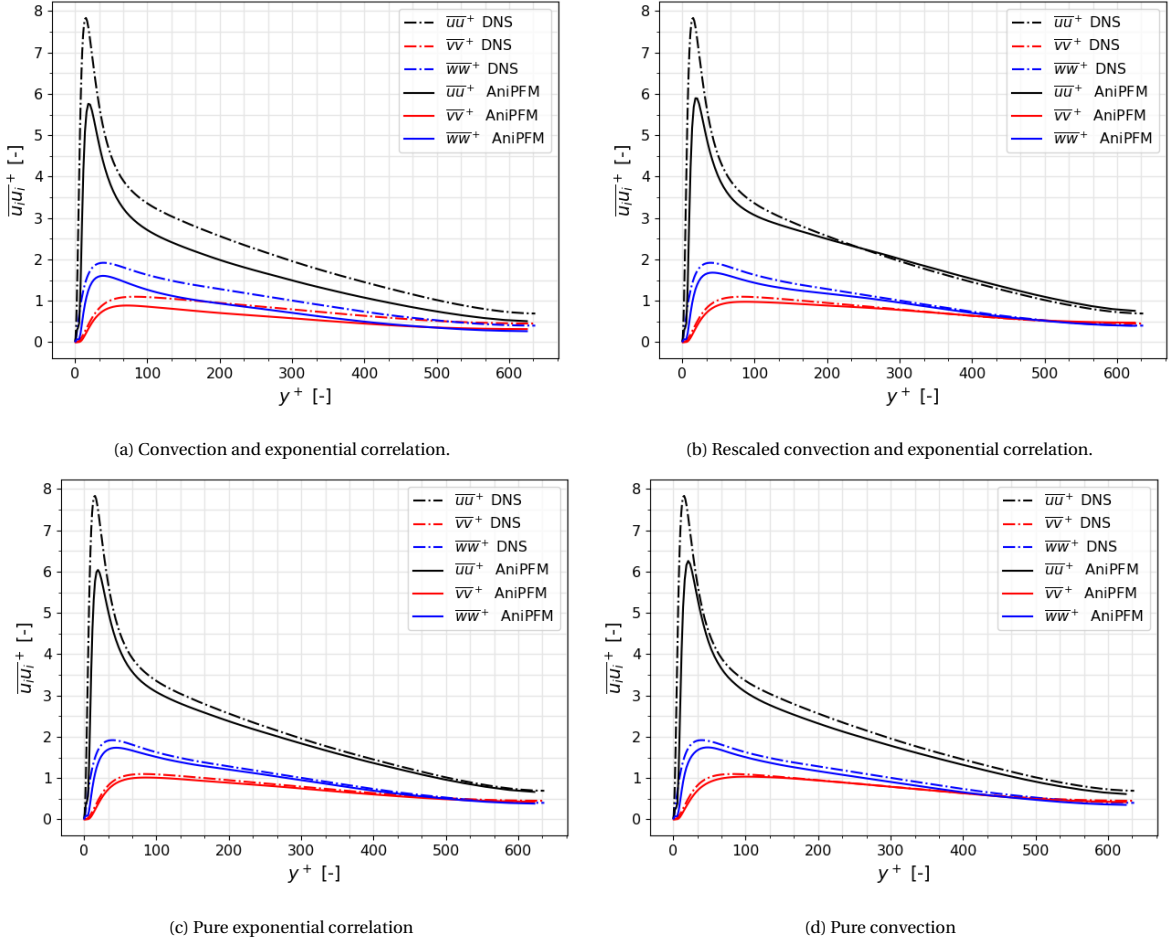 8
7
6
5
4
3
2
1
0
0 100 200 300 400 500 600
$\overline{u_i u_i}^+$ [-]
y⁺ [-]
$\overline{uu}^+$ DNS
$\overline{vv}^+$ DNS
$\overline{ww}^+$ DNS
$\overline{uu}^+$ AniPFM
$\overline{vv}^+$ AniPFM
$\overline{ww}^+$ AniPFM
(a) Convection and exponential correlation.
8
7
6
5
4
3
2
1
0
0 100 200 300 400 500 600
$\overline{u_i u_i}^+$ [-]
y⁺ [-]
$\overline{uu}^+$ DNS
$\overline{vv}^+$ DNS
$\overline{ww}^+$ DNS
$\overline{uu}^+$ AniPFM
$\overline{vv}^+$ AniPFM
$\overline{ww}^+$ AniPFM
(b) Rescaled convection and exponential correlation.
8
7
6
5
4
3
2
1
0
0 100 200 300 400 500 600
$\overline{u_i u_i}^+$ [-]
y⁺ [-]
$\overline{uu}^+$ DNS
$\overline{vv}^+$ DNS
$\overline{ww}^+$ DNS
$\overline{uu}^+$ AniPFM
$\overline{vv}^+$ AniPFM
$\overline{ww}^+$ AniPFM
(c) Pure exponential correlation
8
7
6
5
4
3
2
1
0
0 100 200 300 400 500 600
$\overline{u_i u_i}^+$ [-]
y⁺ [-]
$\overline{uu}^+$ DNS
$\overline{vv}^+$ DNS
$\overline{ww}^+$ DNS
$\overline{uu}^+$ AniPFM
$\overline{vv}^+$ AniPFM
$\overline{ww}^+$ AniPFM
(d) Pure convection